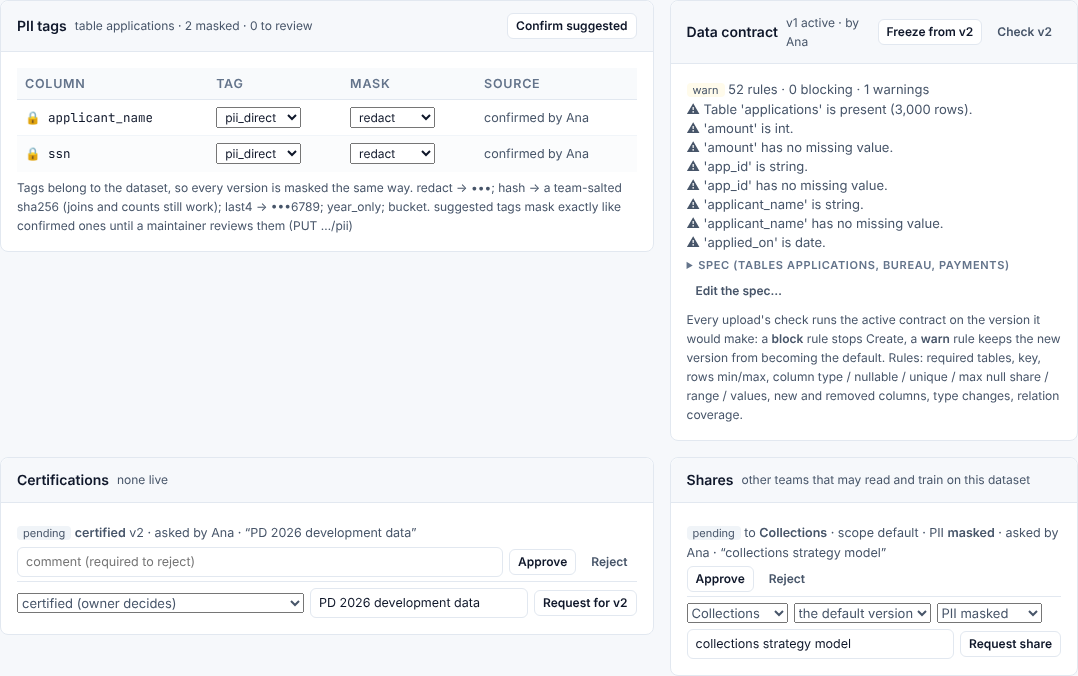 PII tags table applications · 2 masked · 0 to review Confirm suggested
COLUMN TAG MASK SOURCE
applicant_name pii_direct redact confirmed by Ana
ssn pii_direct redact confirmed by Ana
Tags belong to the dataset, so every version is masked the same way. redact → •••; hash → a team-salted
sha256 (joins and counts still work); last4 → •••6789; year_only; bucket. suggested tags mask exactly like
confirmed ones until a maintainer reviews them (PUT …/pii)
Data contract v1 active · by
Ana
Freeze from v2 Check v2
warn 52 rules · 0 blocking · 1 warnings
⚠ Table 'applications' is present (3,000 rows).
⚠ 'amount' is int.
⚠ 'amount' has no missing value.
⚠ 'app_id' is string.
⚠ 'app_id' has no missing value.
⚠ 'applicant_name' is string.
⚠ 'applicant_name' has no missing value.
⚠ 'applied_on' is date.
▸ SPEC (TABLES APPLICATIONS, BUREAU, PAYMENTS)
Edit the spec…
Every upload's check runs the active contract on the version it
would make: a block rule stops Create, a warn rule keeps the new
version from becoming the default. Rules: required tables, key,
rows min/max, column type / nullable / unique / max null share /
range / values, new and removed columns, type changes, relation
coverage.
Certifications none live
pending certified v2 · asked by Ana · “PD 2026 development data”
comment (required to reject) Approve Reject
certified (owner decides) PD 2026 development data Request for v2
Shares other teams that may read and train on this dataset
pending to Collections · scope default · PII masked · asked by
Ana · “collections strategy model”
Approve Reject
Collections the default version PII masked
collections strategy model Request share